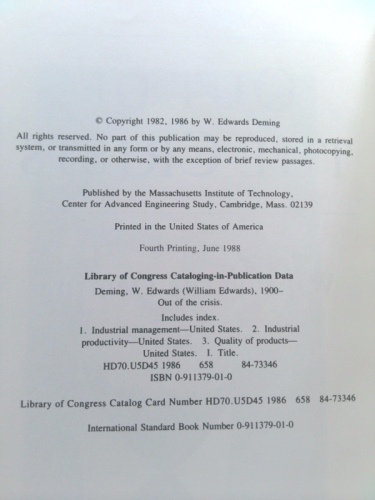 © Copyright 1982, 1986 by W. Edwards Deming
All rights reserved. No part of this publication may be reproduced, stored in a retrieval
system, or transmitted in any form or by any means, electronic, mechanical, photocopying,
recording, or otherwise, with the exception of brief review passages.
Published by the Massachusetts Institute of Technology,
Center for Advanced Engineering Study, Cambridge, Mass. 02139
Printed in the United States of America
Fourth Printing, June 1988
Library of Congress Cataloging-in-Publication Data
Deming, W. Edwards (William Edwards), 1900–
Out of the crisis.
Includes index.
1. Industrial management—United States. 2. Industrial
productivity—United States. 3. Quality of products—
United States. I. Title.
HD70.U5D45 1986 658 84-73346
ISBN 0-911379-01-0
Library of Congress Catalog Card Number HD70.U5D45 1986 658 84-73346
International Standard Book Number 0-911379-01-0